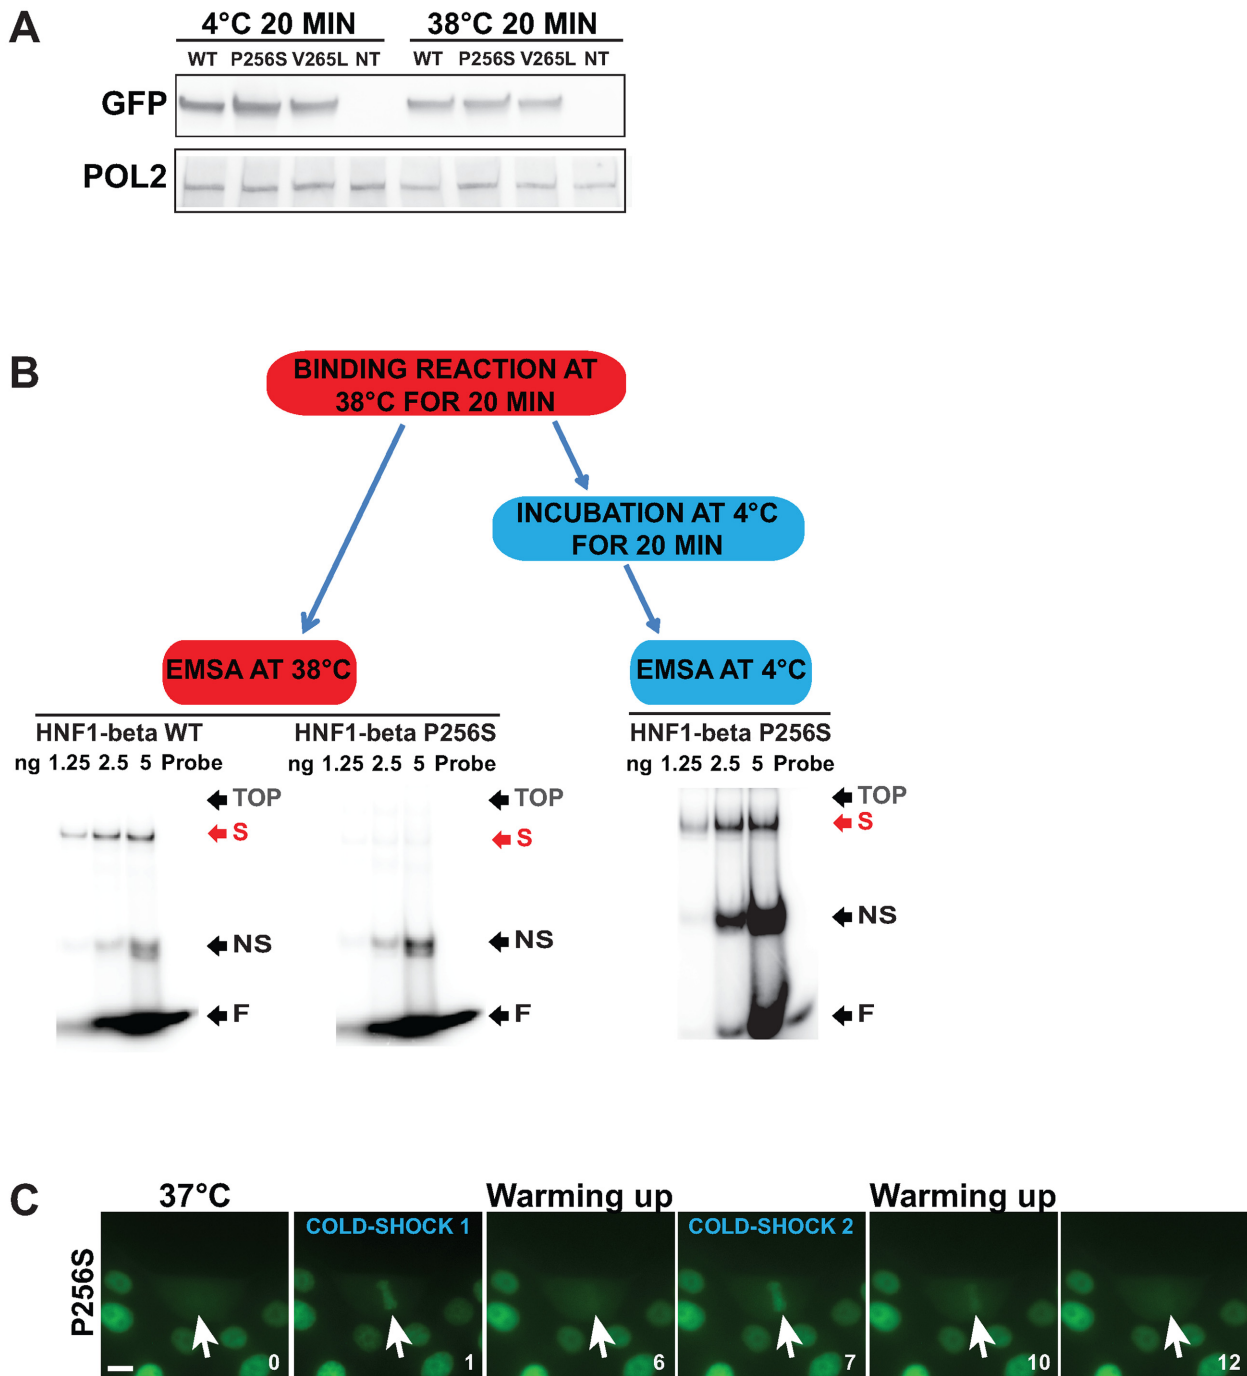 A
4°C 20 MIN 38°C 20 MIN
WT P256S V265L NT WT P256S V265L NT
GFP
POL2
B
BINDING REACTION AT
38°C FOR 20 MIN
INCUBATION AT 4°C
FOR 20 MIN
EMSA AT 38°C EMSA AT 4°C
HNF1-beta WT HNF1-beta P256S HNF1-beta P256S
ng 1.25 2.5 5 Probe ng 1.25 2.5 5 Probe ng 1.25 2.5 5 Probe
TOP TOP TOP
S S S
NS NS NS
F F F
C
37°C Warming up Warming up
COLD-SHOCK 1 COLD-SHOCK 2
P256S
0 1 6 7 10 12